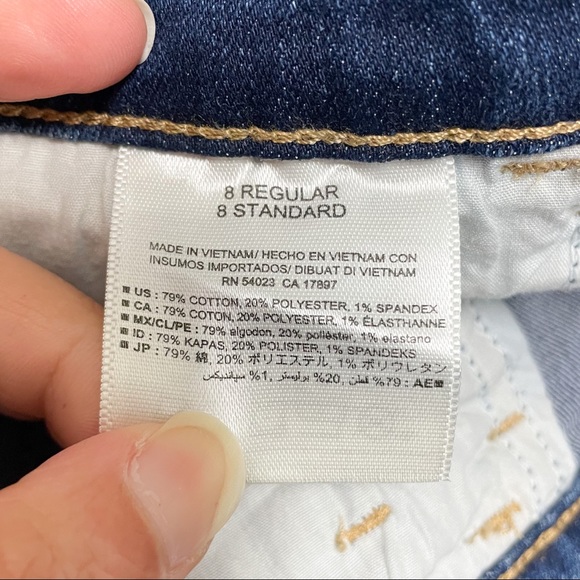 8 REGULAR
8 STANDARD
MADE IN VIETNAM/ HECHO EN VIETNAM CON
INSUMOS IMPORTADOS/ DIBUAT DI VIETNAM
RN 54023 CA 17897
US : 79% COTTON, 20% POLYESTER, 1% SPANDEX
CA : 79% COTON, 20% POLYESTER, 1% ÉLASTHANNE
MX/CL/PE : 79% algodon, 20% poliéster, 1% elastano
ID : 79% KAPAS, 20% POLISTER, 1% SPANDEKS
JP : 79% 綿, 20% ポリエステル, 1% ポリウレタン
AE : 79% قطن, 20% بوليستر, 1% سباندیکس